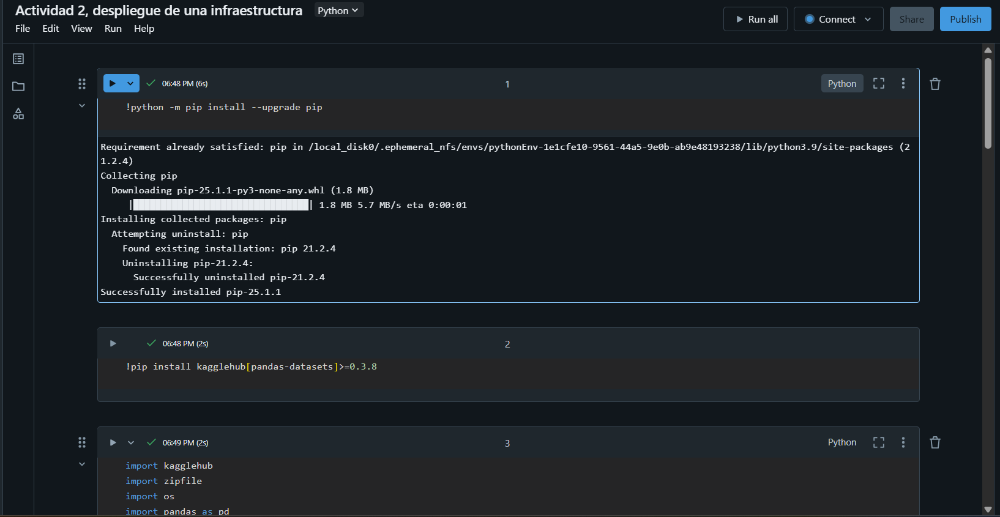 Actividad 2, despliegue de una infraestructura
Python
File Edit View Run Help
Run all
Connect
Share
Publish
06:48 PM (6s)
1
Python
!python -m pip install --upgrade pip
Requirement already satisfied: pip in /local_disk0/.ephemeral_nfs/envs/pythonEnv-1e1cfe10-9561-44a5-9e0b-ab9e48193238/lib/python3.9/site-packages (2
1.2.4)
Collecting pip
Downloading pip-25.1.1-py3-none-any.whl (1.8 MB)
|████████████████████████████████| 1.8 MB 5.7 MB/s eta 0:00:01
Installing collected packages: pip
Attempting uninstall: pip
Found existing installation: pip 21.2.4
Uninstalling pip-21.2.4:
Successfully uninstalled pip-21.2.4
Successfully installed pip-25.1.1
06:48 PM (2s)
2
!pip install kagglehub[pandas-datasets]>=0.3.8
06:49 PM (2s)
3
Python
import kagglehub
import zipfile
import os
import pandas as pd